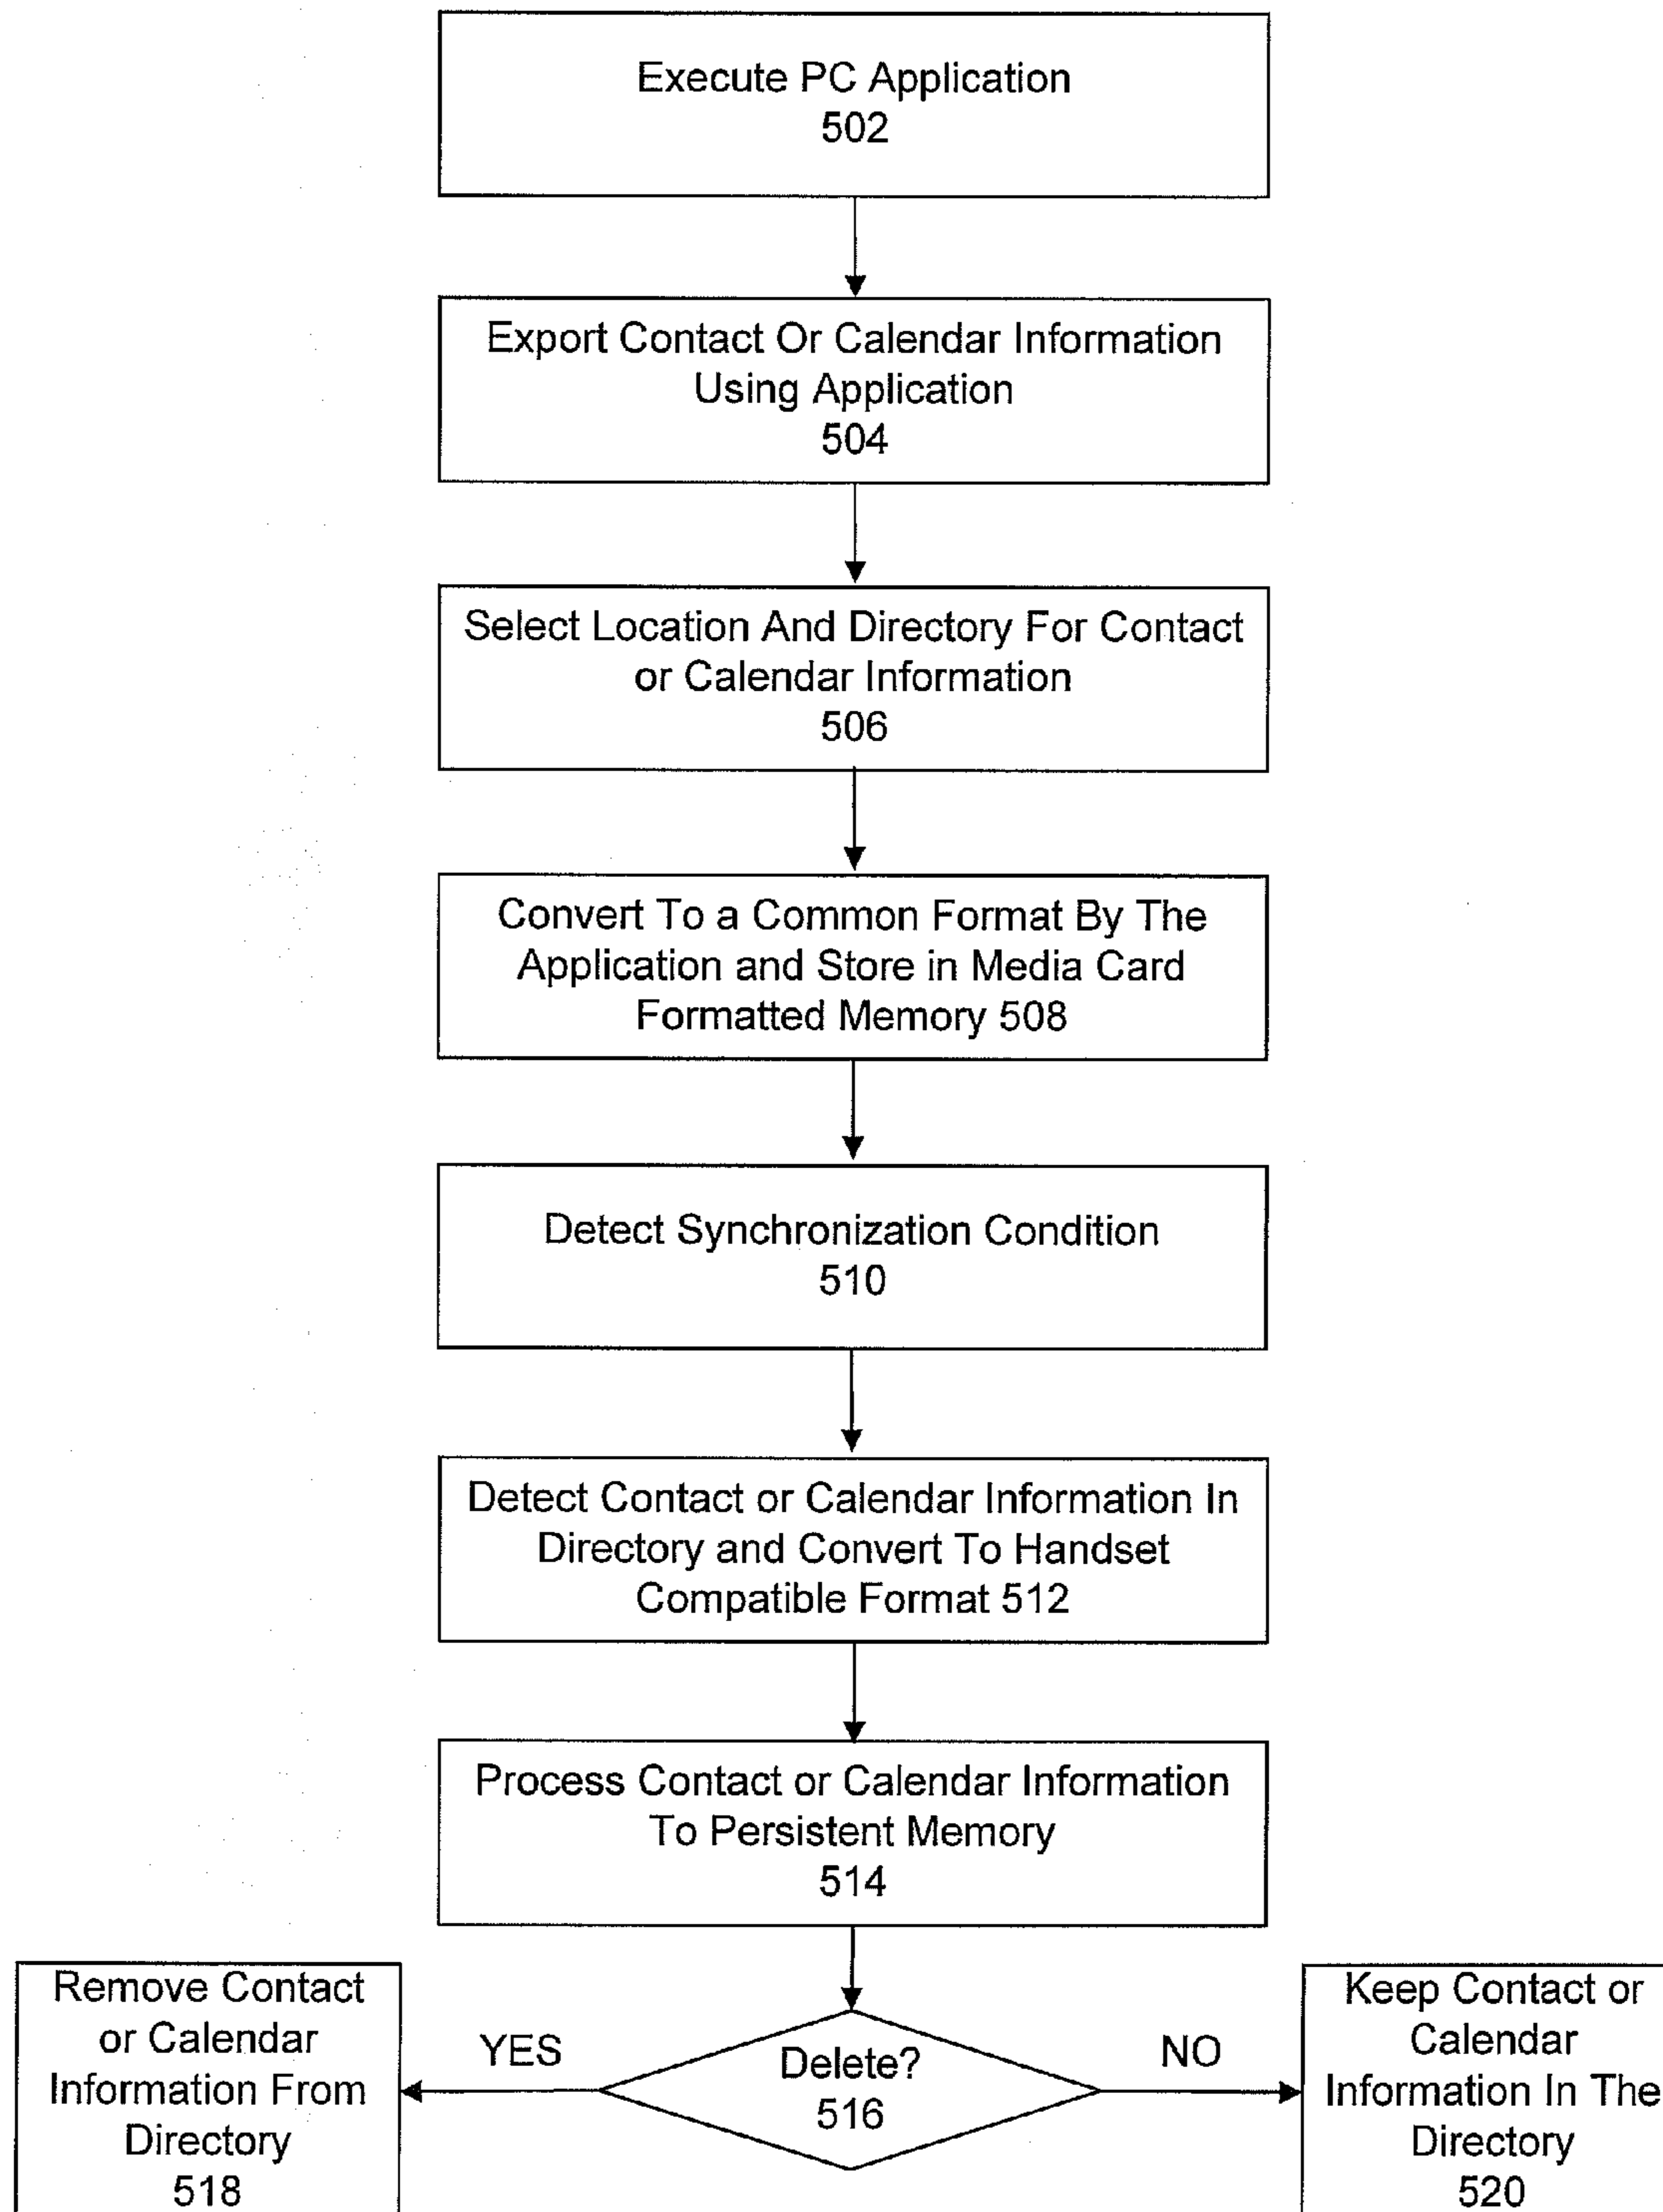 Execute PC Application
502
Export Contact Or Calendar Information
Using Application
504
Select Location And Directory For Contact
or Calendar Information
506
Convert To a Common Format By The
Application and Store in Media Card
Formatted Memory 508
Detect Synchronization Condition
510
Detect Contact or Calendar Information In
Directory and Convert To Handset
Compatible Format 512
Process Contact or Calendar Information
To Persistent Memory
514
Remove Contact
or Calendar
Information From
Directory
518
YES
Delete?
516
NO
Keep Contact or
Calendar
Information In The
Directory
520